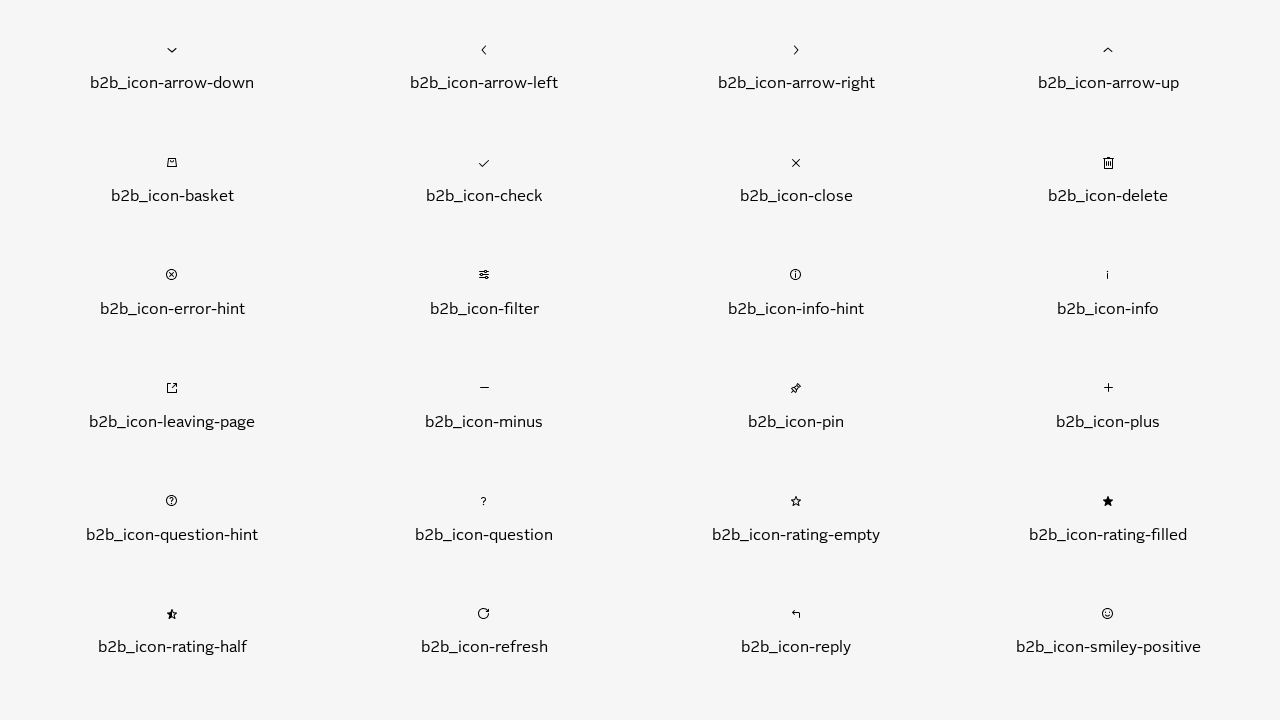 b2b_icon-arrow-down
b2b_icon-arrow-left
b2b_icon-arrow-right
b2b_icon-arrow-up
b2b_icon-basket
b2b_icon-check
b2b_icon-close
b2b_icon-delete
b2b_icon-error-hint
b2b_icon-filter
b2b_icon-info-hint
b2b_icon-info
b2b_icon-leaving-page
b2b_icon-minus
b2b_icon-pin
b2b_icon-plus
b2b_icon-question-hint
b2b_icon-question
b2b_icon-rating-empty
b2b_icon-rating-filled
b2b_icon-rating-half
b2b_icon-refresh
b2b_icon-reply
b2b_icon-smiley-positive